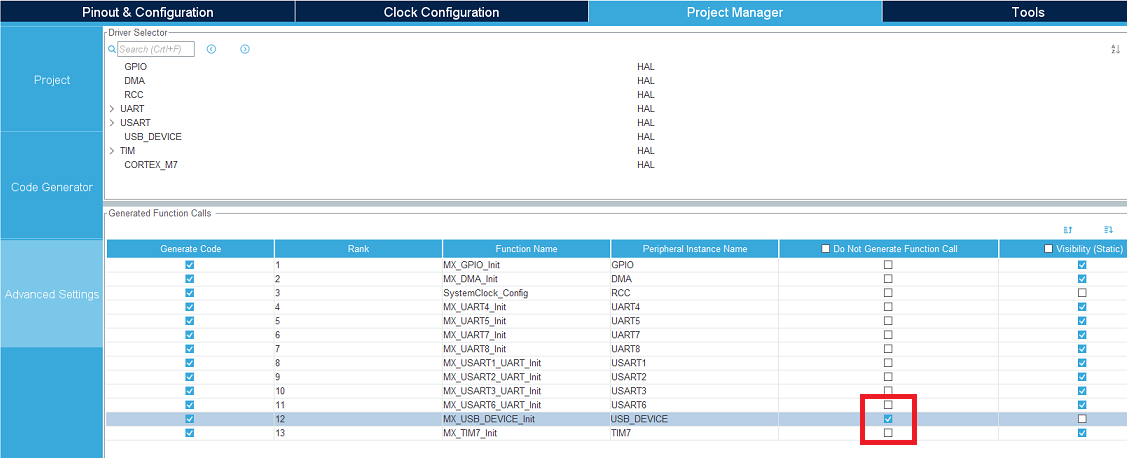 Pinout & Configuration Clock Configuration Project Manager Tools
Project
Code Generator
Advanced Settings
Driver Selector
Search (Crtl+F)
GPIO HAL
DMA HAL
RCC HAL
UART HAL
USART HAL
USB_DEVICE HAL
TIM HAL
CORTEX_M7 HAL
Generated Function Calls
Generate Code Rank Function Name Peripheral Instance Name Do Not Generate Function Call Visibility (Static)
1 MX_GPIO_Init GPIO
2 MX_DMA_Init DMA
3 SystemClock_Config RCC
4 MX_UART4_Init UART4
5 MX_UART5_Init UART5
6 MX_UART7_Init UART7
7 MX_UART8_Init UART8
8 MX_USART1_UART_Init USART1
9 MX_USART2_UART_Init USART2
10 MX_USART3_UART_Init USART3
11 MX_USART6_UART_Init USART6
12 MX_USB_DEVICE_Init USB_DEVICE
13 MX_TIM7_Init TIM7